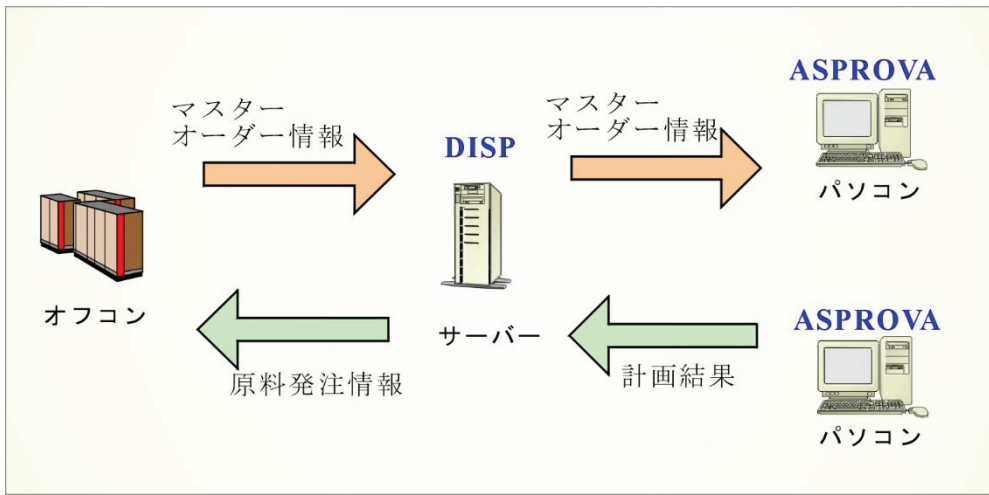 マスター
オーダー情報
DISP
マスター
オーダー情報
ASPROVA
パソコン
オフコン
サーバー
ASPROVA
原料発注情報
計画結果
パソコン